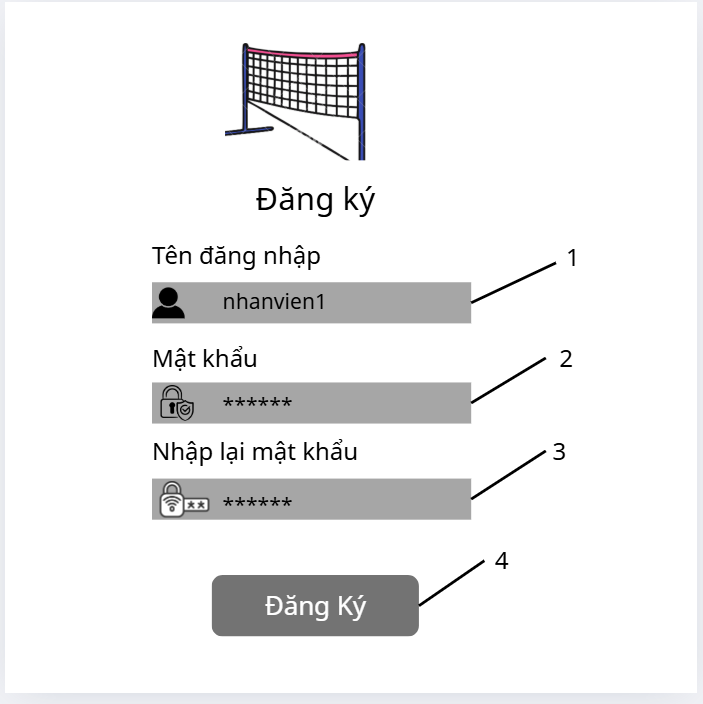 Đăng ký
Tên đăng nhập
1
nhanvien1
Mật khẩu
2
******
Nhập lại mật khẩu
3
**
******
4
Đăng Ký